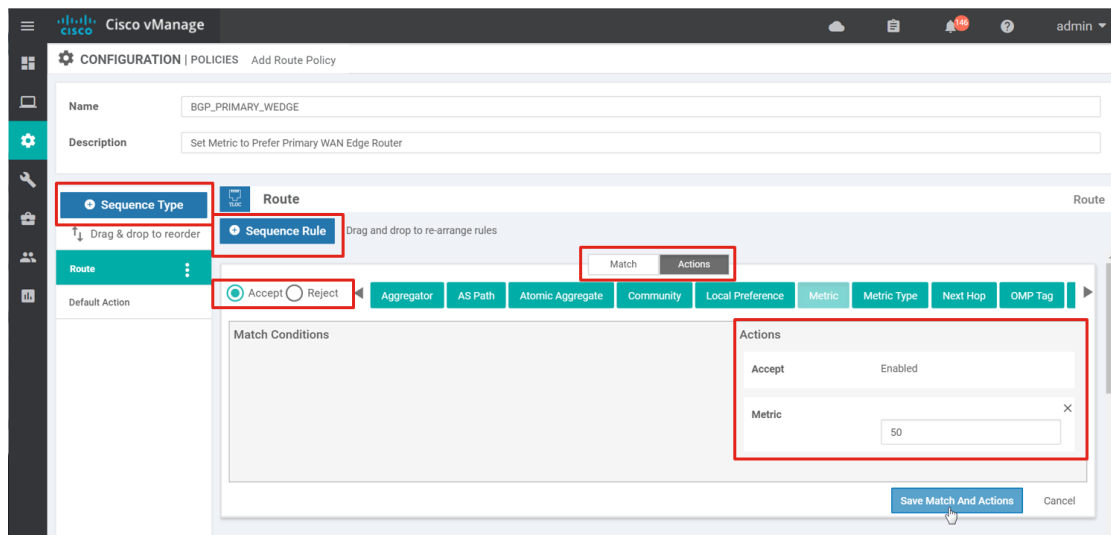 cisco Cisco vManage 146 admin
CONFIGURATION | POLICIES Add Route Policy
Name BGP_PRIMARY_WEDGE
Description Set Metric to Prefer Primary WAN Edge Router
Sequence Type
Drag & drop to reorder
Route
Default Action
TLOC Route Route
Sequence Rule Drag and drop to re-arrange rules
Match Actions
Accept Reject Aggregator AS Path Atomic Aggregate Community Local Preference Metric Metric Type Next Hop OMP Tag
Match Conditions
Actions
Accept Enabled
Metric
50
Save Match And Actions Cancel